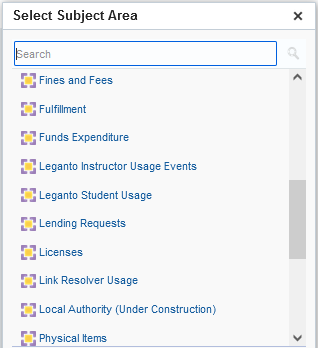 Select Subject Area
Search
Fines and Fees
Fulfillment
Funds Expenditure
Leganto Instructor Usage Events
Leganto Student Usage
Lending Requests
Licenses
Link Resolver Usage
Local Authority (Under Construction)
Physical Items